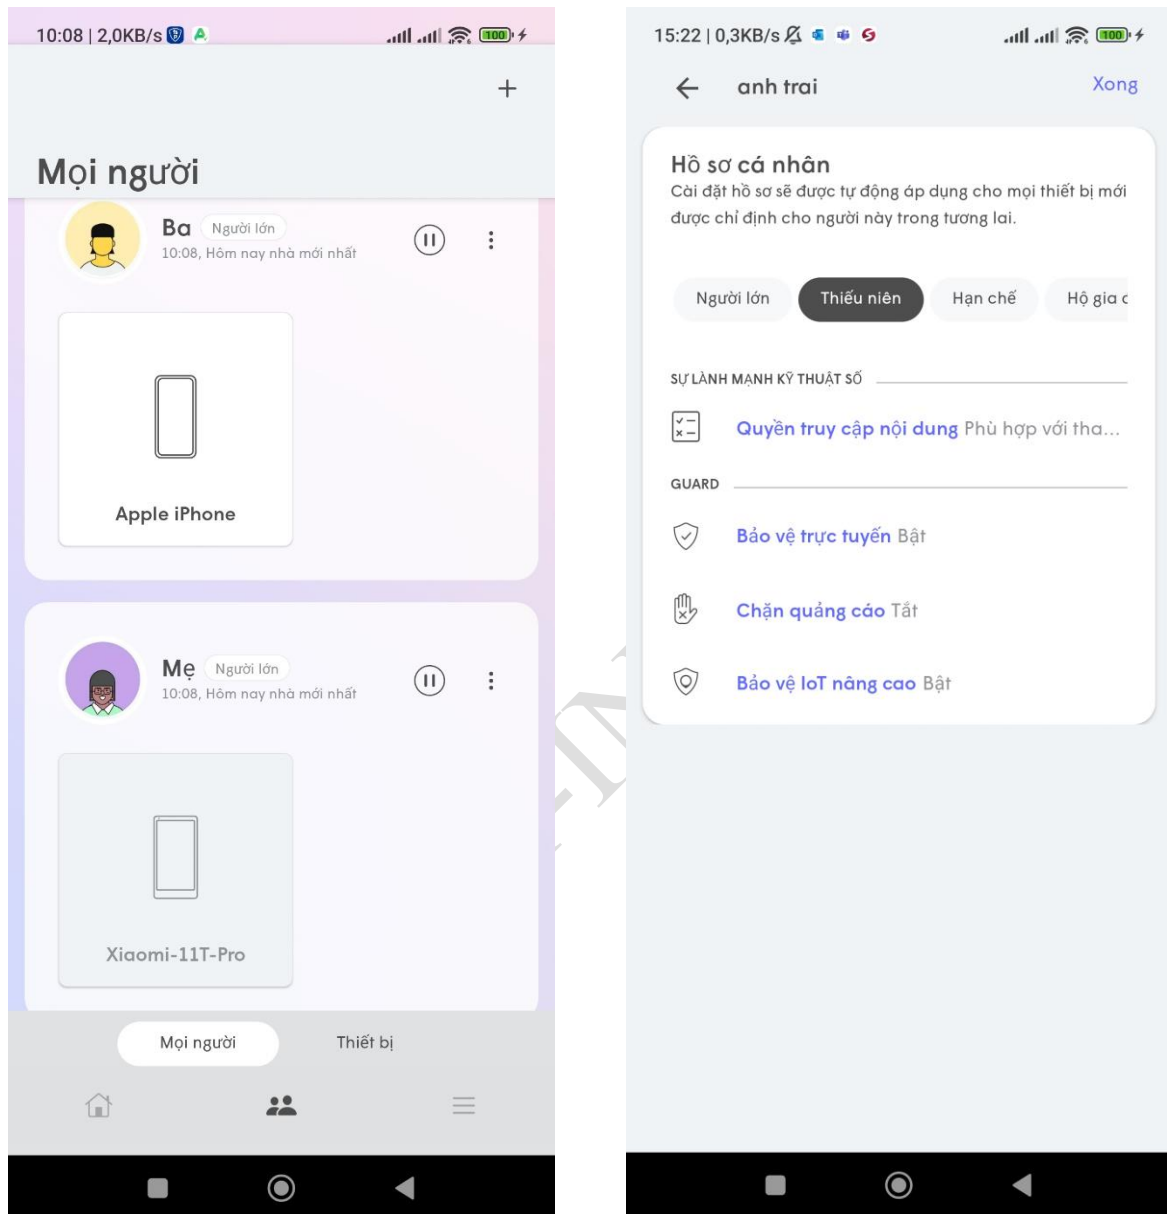 10:08 | 2,0KB/s
100
+
Mọi người
Ba Người lớn
10:08, Hôm nay nhà mới nhất
Apple iPhone
Mẹ Người lớn
10:08, Hôm nay nhà mới nhất
Xiaomi-11T-Pro
Mọi người Thiết bị
15:22 | 0,3KB/s
100
anh trai Xong
Hồ sơ cá nhân
Cài đặt hồ sơ sẽ được tự động áp dụng cho mọi thiết bị mới
được chỉ định cho người này trong tương lai.
Người lớn Thiếu niên Hạn chế Hộ gia
SỰ LÀNH MẠNH KỸ THUẬT SỐ
Quyền truy cập nội dung Phù hợp với tha...
GUARD
Bảo vệ trực tuyến Bật
Chặn quảng cáo Tắt
Bảo vệ IoT nâng cao Bật